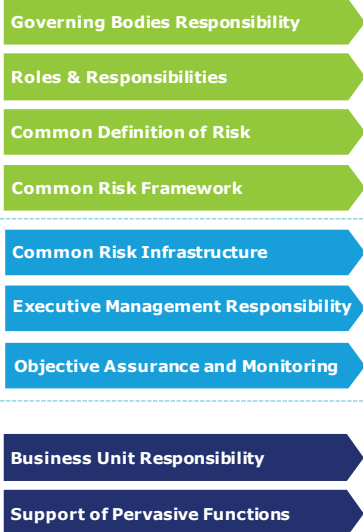 Governing Bodies Responsibility
Roles & Responsibilities
Common Definition of Risk
Common Risk Framework
Common Risk Infrastructure
Executive Management Responsibility
Objective Assurance and Monitoring
Business Unit Responsibility
Support of Pervasive Functions